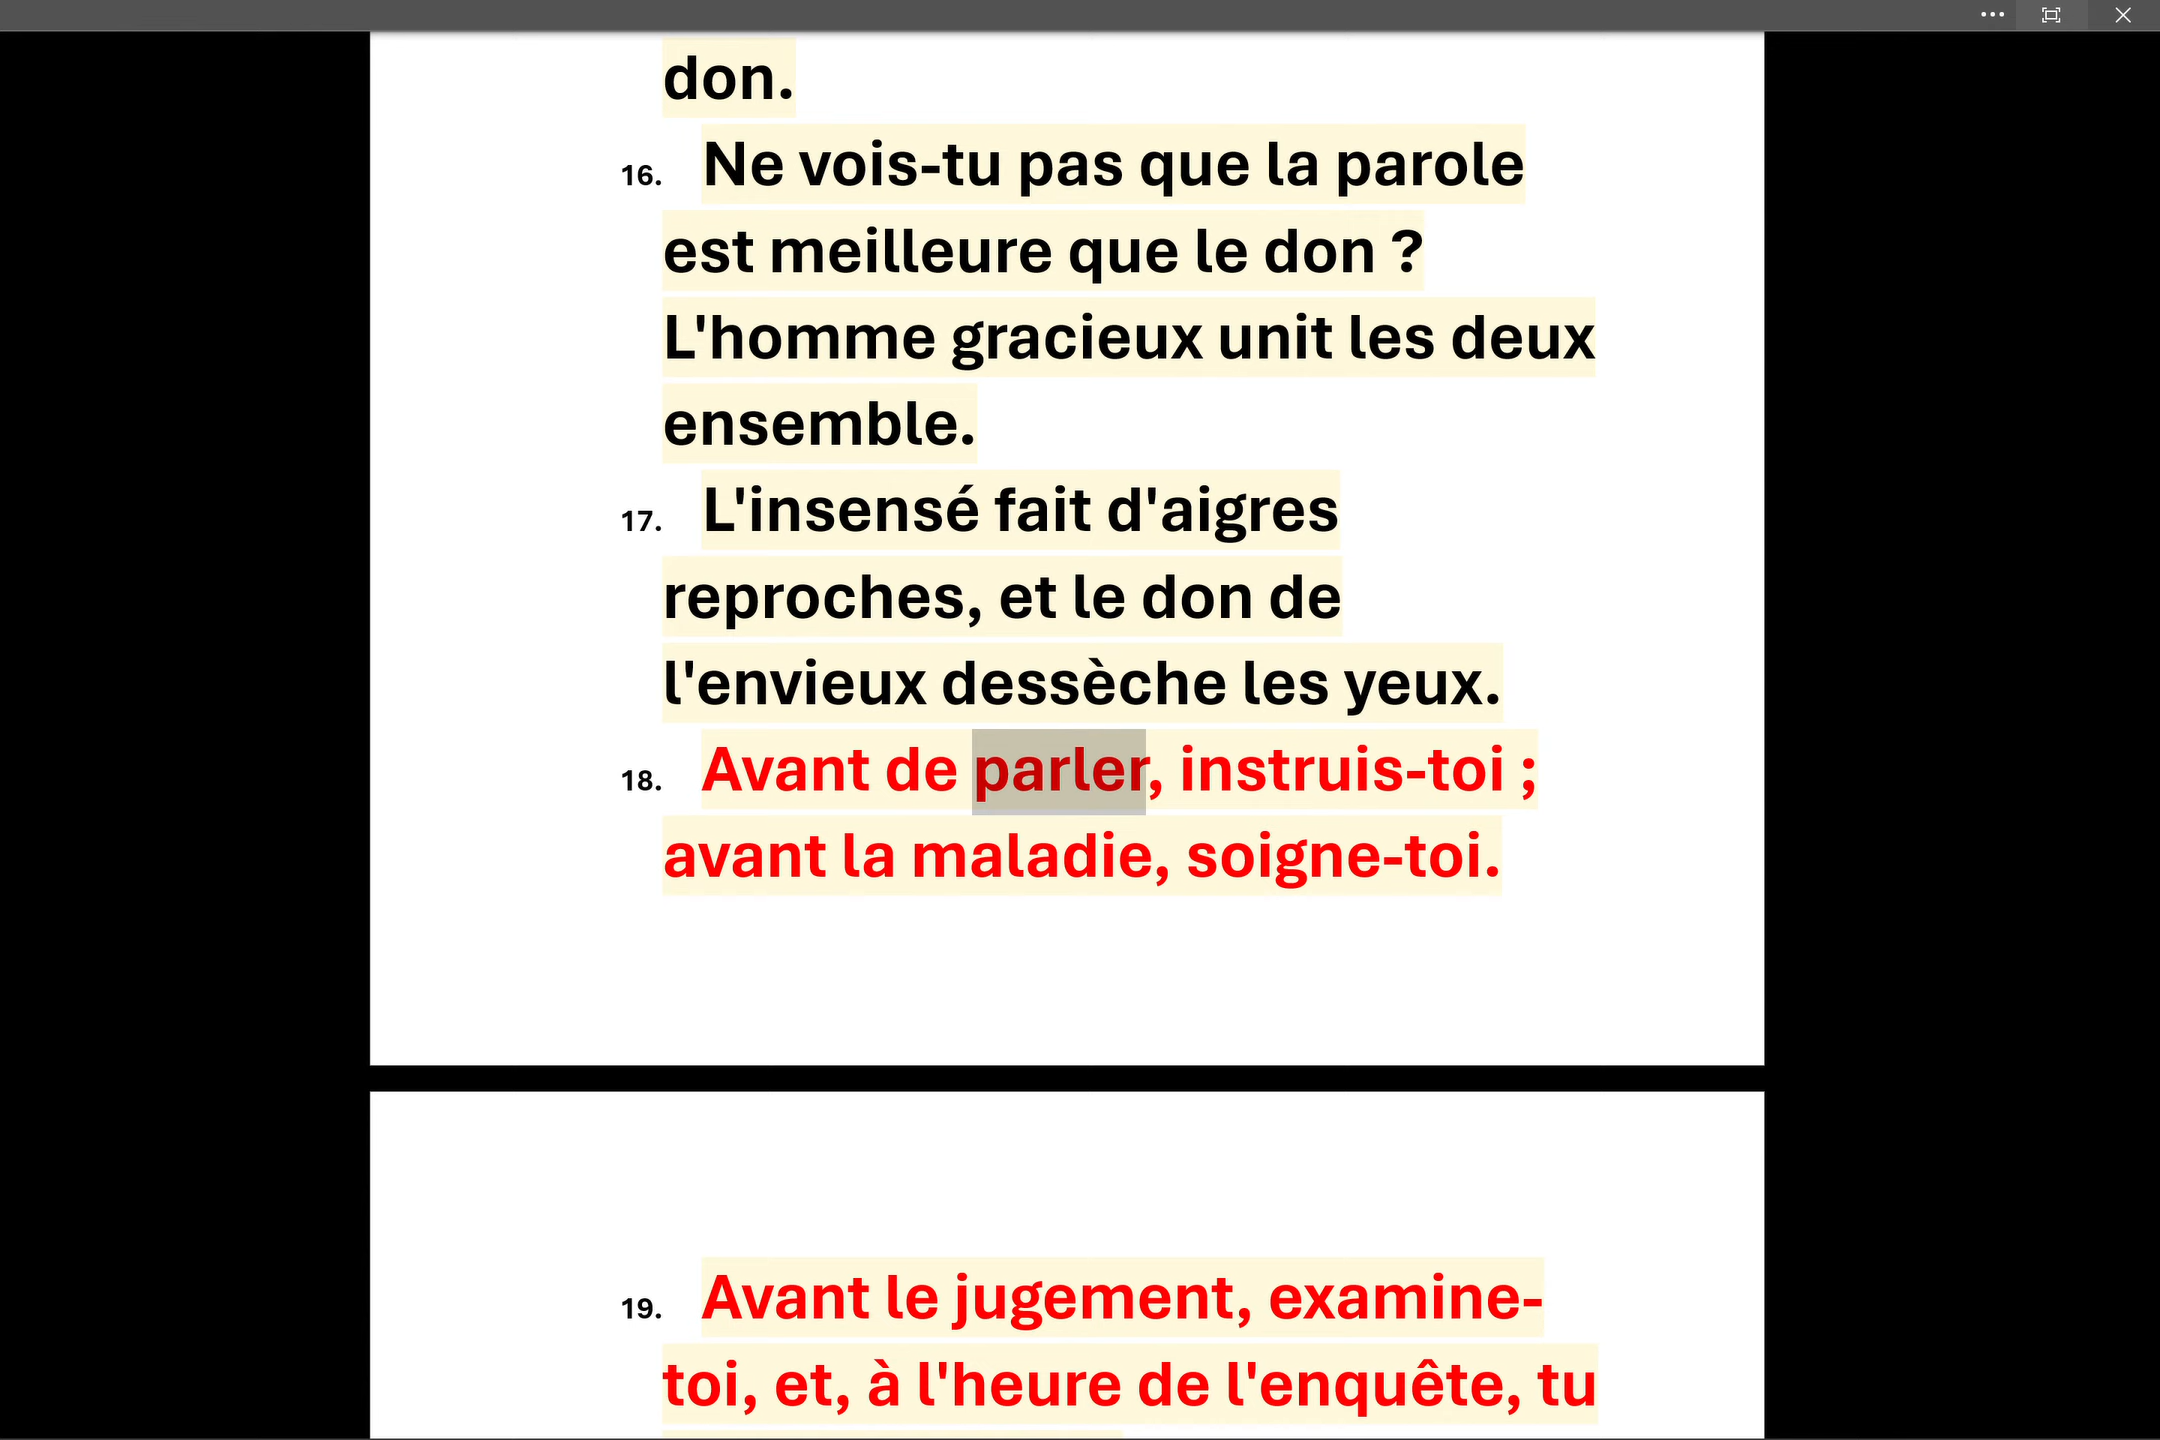 don.
16. Ne vois-tu pas que la parole
est meilleure que le don ?
L'homme gracieux unit les deux
ensemble.
17. L'insensé fait d'aigres
reproches, et le don de
l'envieux dessèche les yeux.
18. Avant de parler, instruis-toi ;
avant la maladie, soigne-toi.
19. Avant le jugement, examine-
toi, et, à l'heure de l'enquête, tu